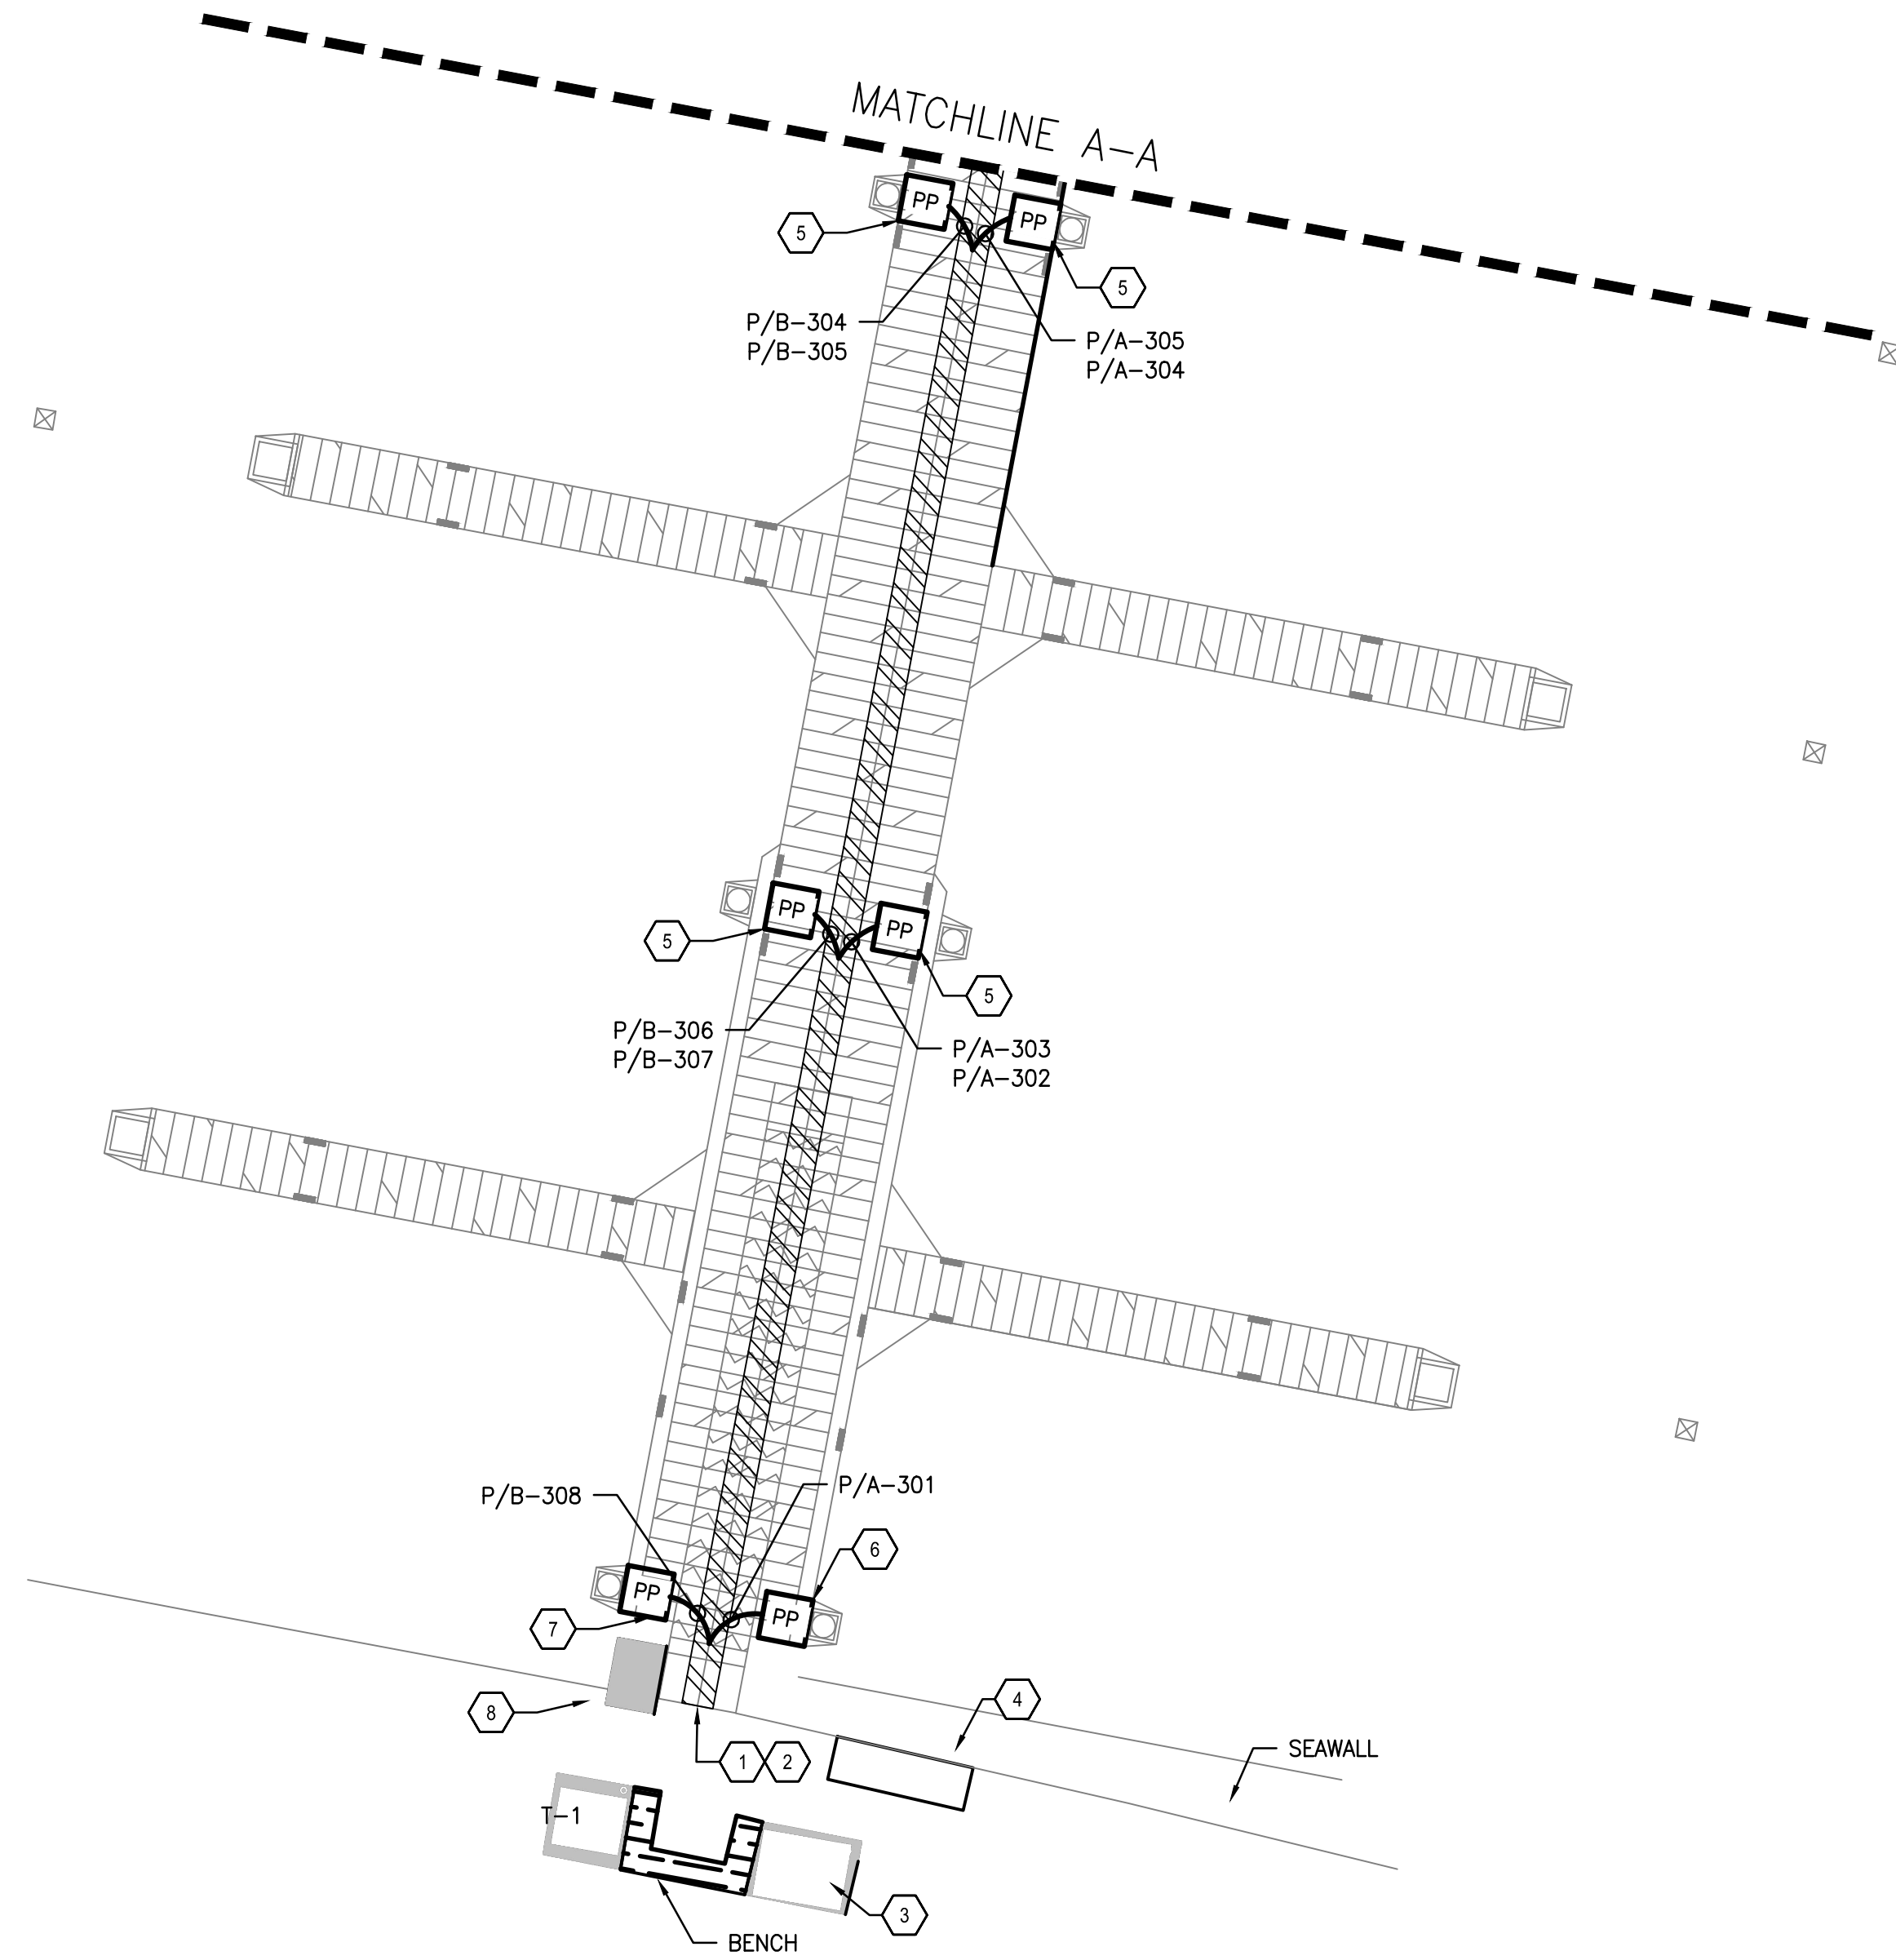 MATCHLINE A-A
PP
PP
5
5
P/B-304
P/B-305
P/A-305
P/A-304
PP
PP
5
5
P/B-306
P/B-307
P/A-303
P/A-302
P/B-308
P/A-301
6
PP
PP
7
8
4
1
2
SEAWALL
T-1
3
BENCH